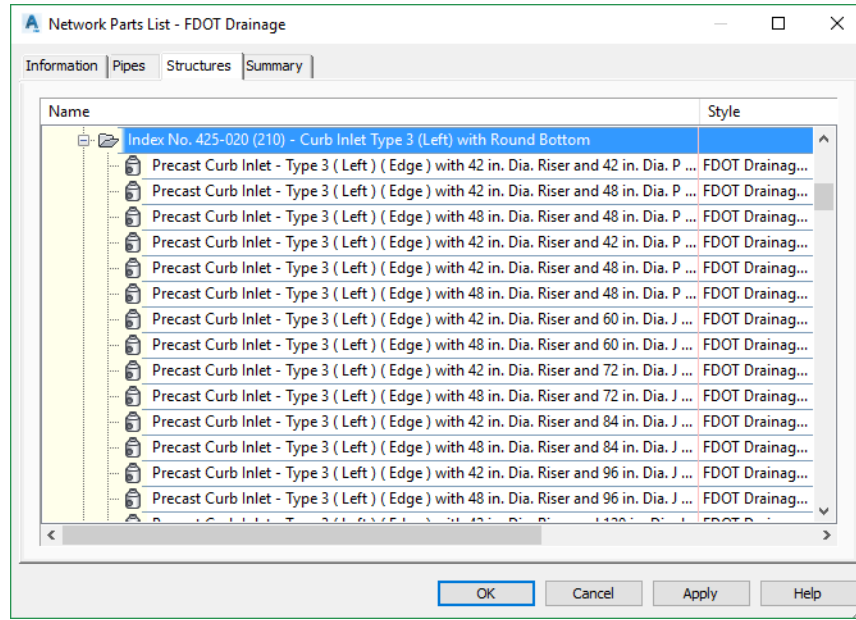 Network Parts List - FDOT Drainage
Information Pipes Structures Summary
Name Style
Index No. 425-020 (210) - Curb Inlet Type 3 (Left) with Round Bottom
Precast Curb Inlet - Type 3 ( Left ) ( Edge ) with 42 in. Dia. Riser and 42 in. Dia. P ... FDOT Drainag...
Precast Curb Inlet - Type 3 ( Left ) ( Edge ) with 42 in. Dia. Riser and 48 in. Dia. P ... FDOT Drainag...
Precast Curb Inlet - Type 3 ( Left ) ( Edge ) with 48 in. Dia. Riser and 48 in. Dia. P ... FDOT Drainag...
Precast Curb Inlet - Type 3 ( Left ) ( Edge ) with 42 in. Dia. Riser and 42 in. Dia. P ... FDOT Drainag...
Precast Curb Inlet - Type 3 ( Left ) ( Edge ) with 42 in. Dia. Riser and 48 in. Dia. P ... FDOT Drainag...
Precast Curb Inlet - Type 3 ( Left ) ( Edge ) with 48 in. Dia. Riser and 48 in. Dia. P ... FDOT Drainag...
Precast Curb Inlet - Type 3 ( Left ) ( Edge ) with 42 in. Dia. Riser and 60 in. Dia. J ... FDOT Drainag...
Precast Curb Inlet - Type 3 ( Left ) ( Edge ) with 48 in. Dia. Riser and 60 in. Dia. J ... FDOT Drainag...
Precast Curb Inlet - Type 3 ( Left ) ( Edge ) with 42 in. Dia. Riser and 72 in. Dia. J ... FDOT Drainag...
Precast Curb Inlet - Type 3 ( Left ) ( Edge ) with 48 in. Dia. Riser and 72 in. Dia. J ... FDOT Drainag...
Precast Curb Inlet - Type 3 ( Left ) ( Edge ) with 42 in. Dia. Riser and 84 in. Dia. J ... FDOT Drainag...
Precast Curb Inlet - Type 3 ( Left ) ( Edge ) with 48 in. Dia. Riser and 84 in. Dia. J ... FDOT Drainag...
Precast Curb Inlet - Type 3 ( Left ) ( Edge ) with 42 in. Dia. Riser and 96 in. Dia. J ... FDOT Drainag...
Precast Curb Inlet - Type 3 ( Left ) ( Edge ) with 48 in. Dia. Riser and 96 in. Dia. J ... FDOT Drainag...
OK Cancel Apply Help